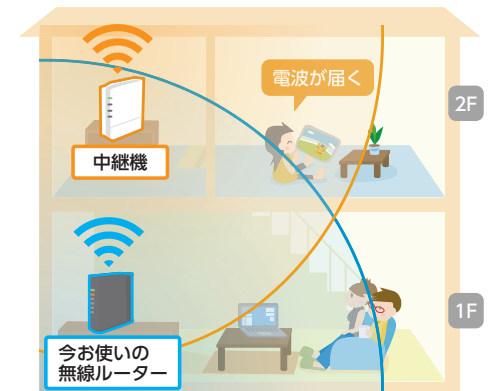 電波が届く
2F
中継機
1F
今お使いの
無線ルーター